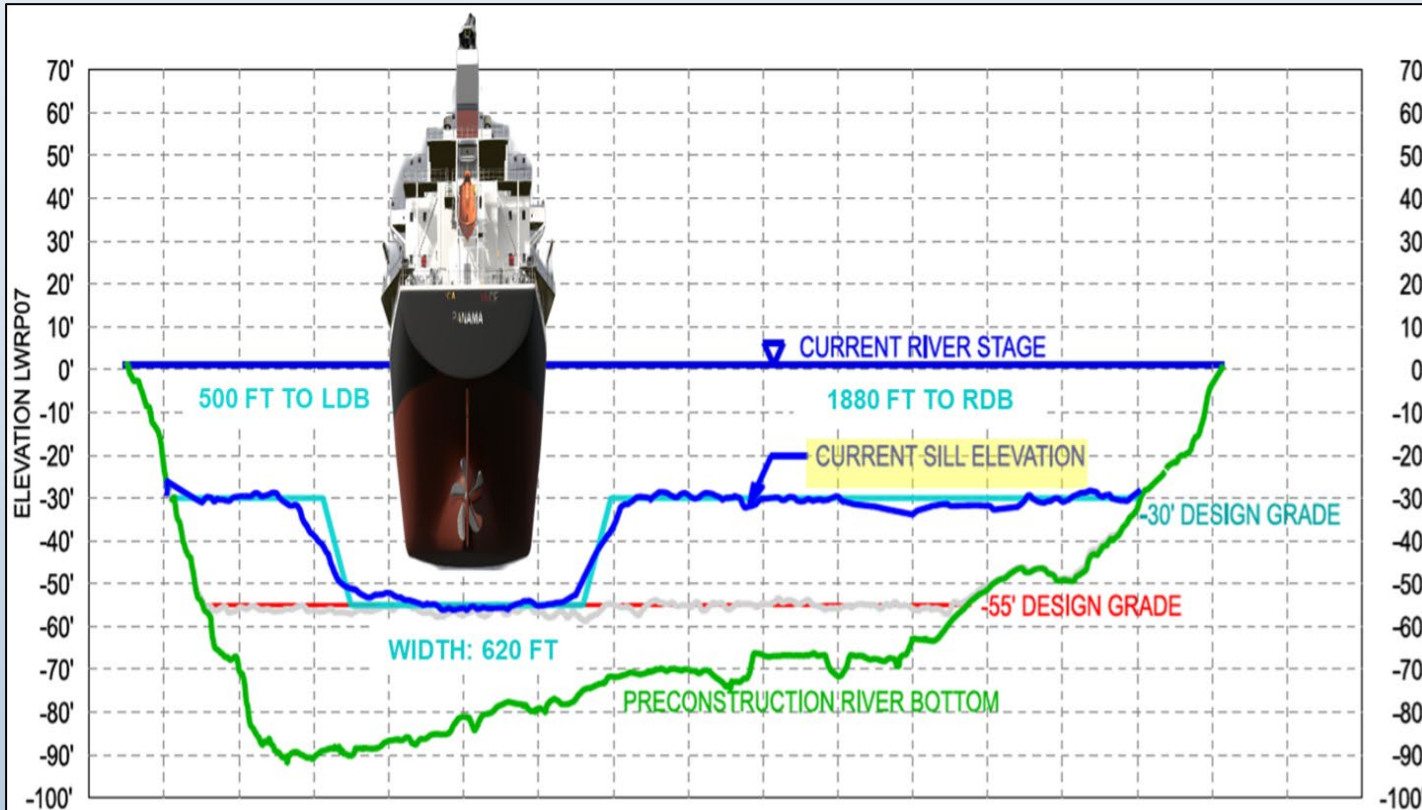 70' 70
60' 60
50' 50
40' 40
30' 30
20' 20
10' 10
0' 0
-10' -10
-20' -20
-30' -30
-40' -40
-50' -50
-60' -60
-70' -70
-80' -80
-90' -90
-100' -100
ELEVATION LWRP07
PANAMA
CURRENT RIVER STAGE
500 FT TO LDB
1880 FT TO RDB
CURRENT SILL ELEVATION
-30' DESIGN GRADE
-55' DESIGN GRADE
WIDTH: 620 FT
PRECONSTRUCTION RIVER BOTTOM